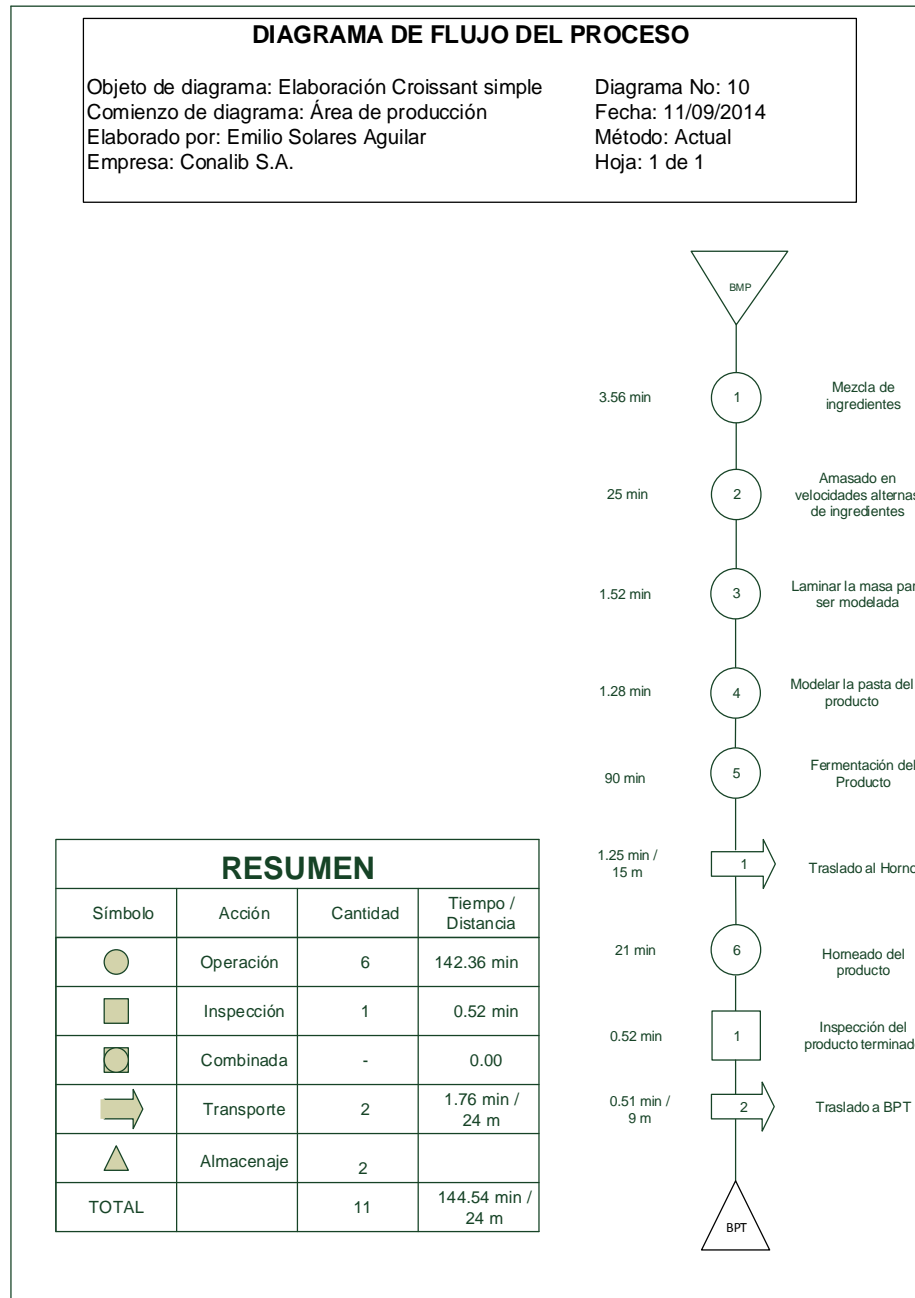 DIAGRAMA DE FLUJO DEL PROCESO
Objeto de diagrama: Elaboración Croissant simple
Comienzo de diagrama: Área de producción
Elaborado por: Emilio Solares Aguilar
Empresa: Conalib S.A.
Diagrama No: 10
Fecha: 11/09/2014
Método: Actual
Hoja: 1 de 1
BMP
3.56 min
1
Mezcla de
ingredientes
25 min
2
Amasado en
velocidades alternas
de ingredientes
1.52 min
3
Laminar la masa par
ser modelada
1.28 min
4
Modelar la pasta del
producto
90 min
5
Fermentación del
Producto
1.25 min /
15 m
1
Traslado al Horno
21 min
6
Horneado del
producto
0.52 min
1
Inspección del
producto terminad
0.51 min /
9 m
2
Traslado a BPT
BPT
RESUMEN
Símbolo Acción Cantidad Tiempo /
Distancia
Operación 6 142.36 min
Inspección 1 0.52 min
Combinada - 0.00
Transporte 2 1.76 min /
24 m
Almacenaje 2
TOTAL 11 144.54 min /
24 m